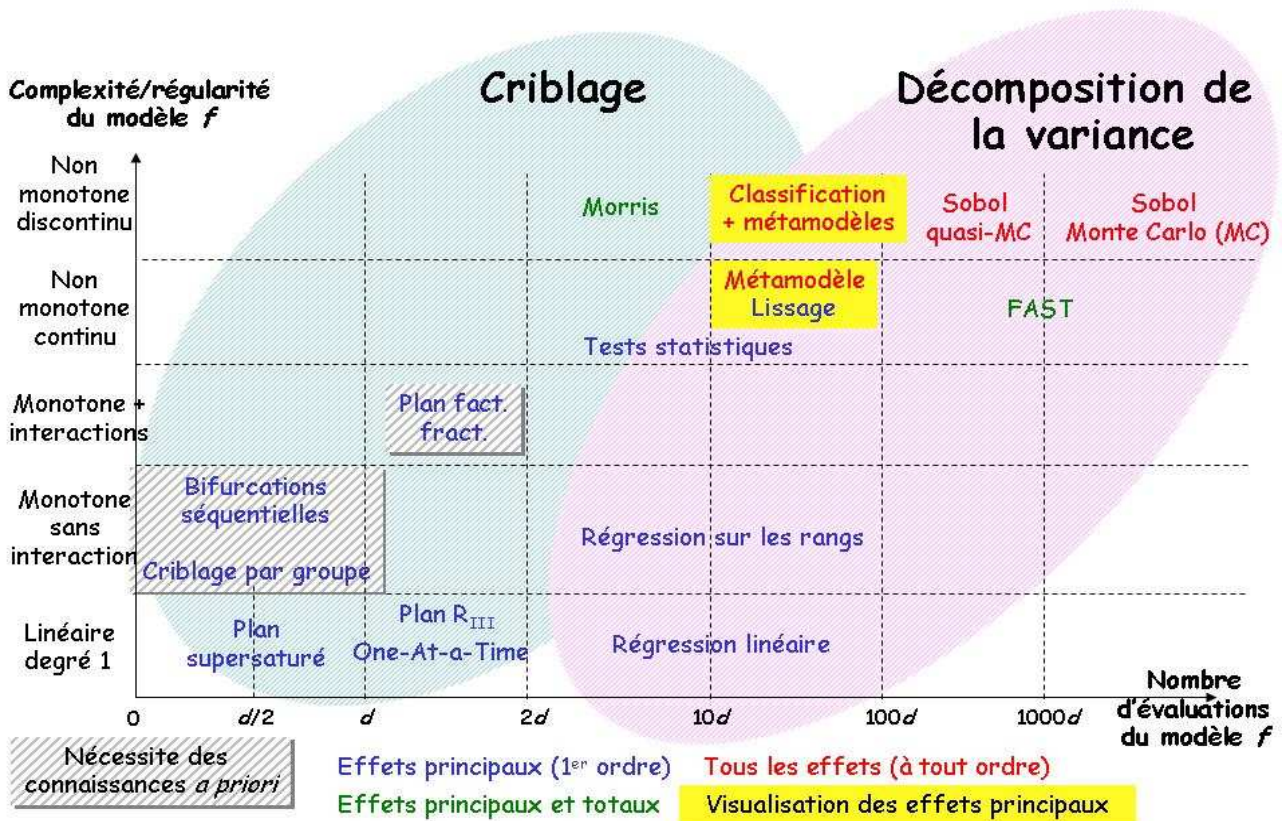 Criblage
Décomposition de
la variance
Complexité/régularité
du modèle f
Non
monotone
discontinu
Morris
Classification
+ métamodèles
Sobol
quasi-MC
Sobol
Monte Carlo (MC)
Non
monotone
continu
Métamodèle
Lissage
FAST
Tests statistiques
Monotone +
interactions
Plan fact.
fract.
Monotone
sans
interaction
Bifurcations
séquentielles
Criblage par groupe
Régression sur les rangs
Linéaire
degré 1
Plan
supersaturé
Plan R_III
One-At-a-Time
Régression linéaire
0
d/2
d
2d
10d
100d
1000d
Nombre
d'évaluations
du modèle f
Nécessite des
connaissances a priori
Effets principaux (1er ordre)
Tous les effets (à tout ordre)
Effets principaux et totaux
Visualisation des effets principaux